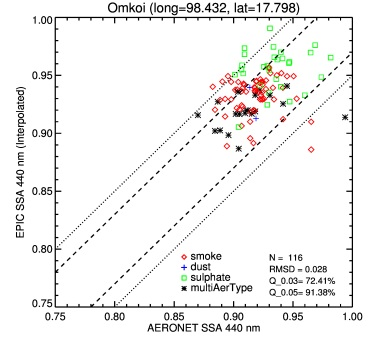 Omkoi (long=98.432, lat=17.798)
1.00
0.95
0.90
0.85
0.80
0.75
EPIC SSA 440 nm (Interpolated)
smoke
dust
sulphate
multiAerType
N = 116
RMSD = 0.028
Q_0.03= 72.41%
Q_0.05= 91.38%
0.75 0.80 0.85 0.90 0.95 1.00
AERONET SSA 440 nm